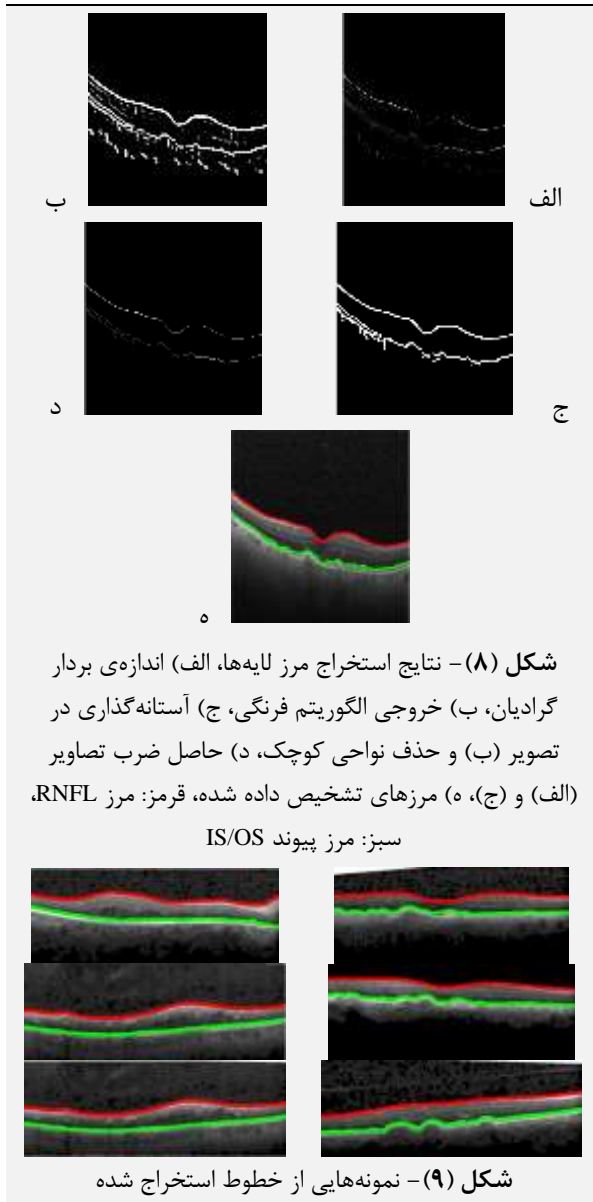 الف
ب
ج
د
ه
شکل (۸)- نتایج استخراج مرز لایه‌ها، الف) اندازه‌ی بردار
گرادیان، ب) خروجی الگوریتم فرنگی، ج) آستانه‌گذاری در
تصویر (ب) و حذف نواحی کوچک، د) حاصل ضرب تصاویر
(الف) و (ج)، ه) مرزهای تشخیص داده شده، قرمز: مرز RNFL،
سبز: مرز پیوند IS/OS
شکل (۹)- نمونه‌هایی از خطوط استخراج شده